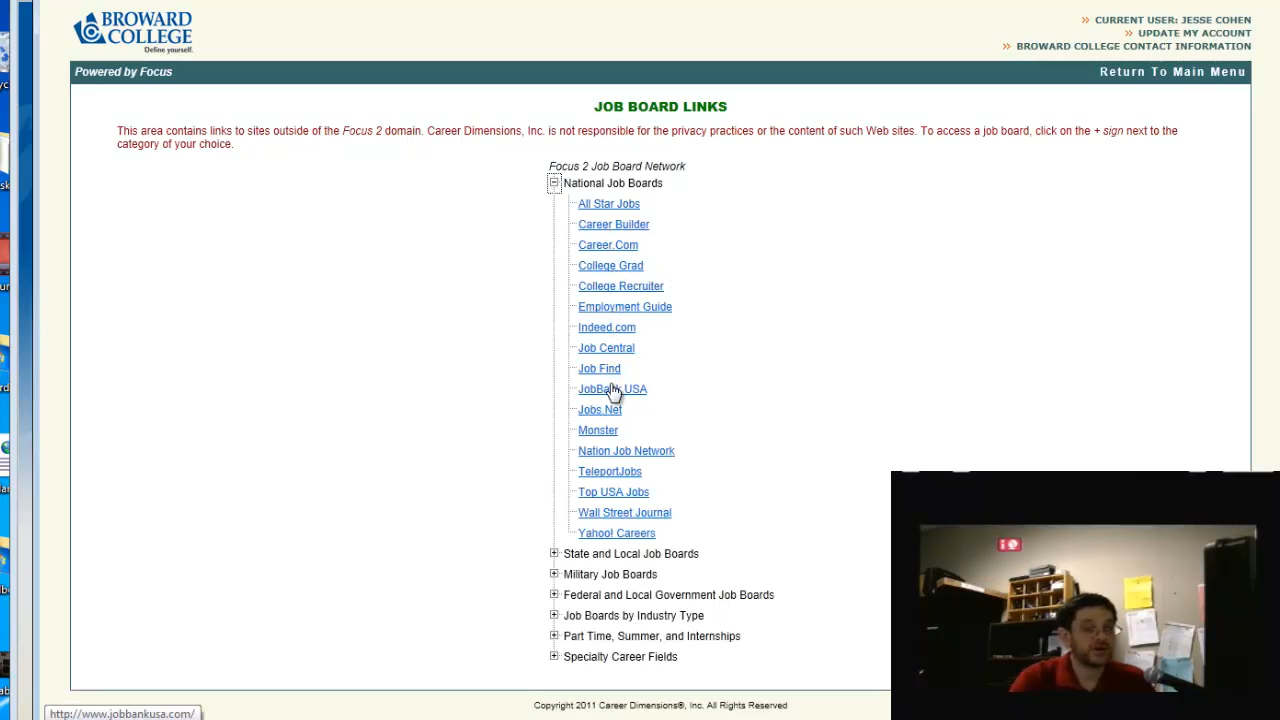 BROWARD
COLLEGE
Define yourself.
CURRENT USER: JESSE COHEN
UPDATE MY ACCOUNT
BROWARD COLLEGE CONTACT INFORMATION
Powered by Focus
Return To Main Menu
JOB BOARD LINKS
This area contains links to sites outside of the Focus 2 domain. Career Dimensions, Inc. is not responsible for the privacy practices or the content of such Web sites. To access a job board, click on the + sign next to the
category of your choice.
Focus 2 Job Board Network
National Job Boards
All Star Jobs
Career Builder
Career.Com
College Grad
College Recruiter
Employment Guide
Indeed.com
Job Central
Job Find
JobBank USA
Jobs.Net
Monster
Nation Job Network
TeleportJobs
Top USA Jobs
Wall Street Journal
Yahoo! Careers
State and Local Job Boards
Military Job Boards
Federal and Local Government Job Boards
Job Boards by Industry Type
Part Time, Summer, and Internships
Specialty Career Fields
Copyright 2011 Career Dimensions®, Inc. All Rights Reserved
http://www.jobbankusa.com/